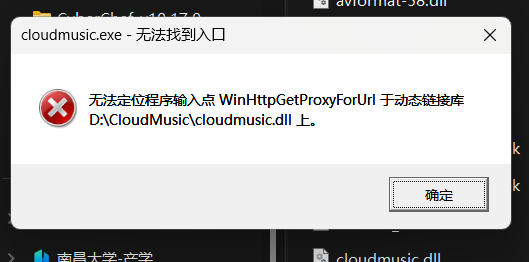 CyberChef_v10.17.0
avformat-58.dll
cloudmusic.exe - 无法找到入口
无法定位程序输入点 WinHttpGetProxyForUrl 于动态链接库
D:\CloudMusic\cloudmusic.dll 上。
k
k
确定
南昌大学-产学
cloudmusic.dll